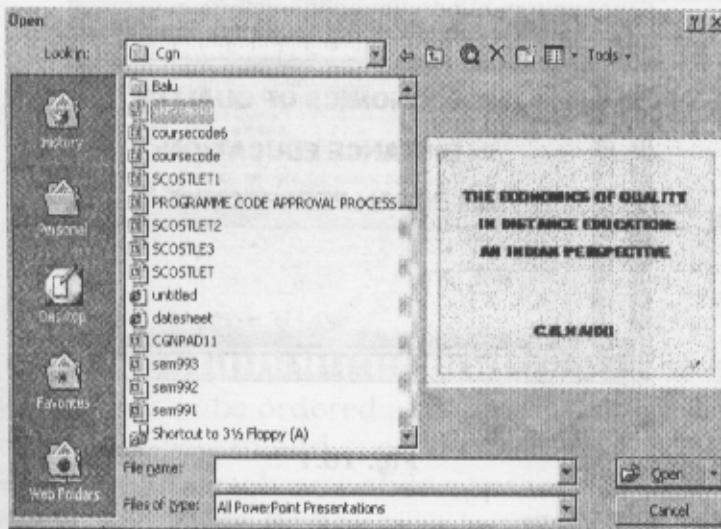 Open
Look in:
Cgn
Tools
History
Personal
Desktop
Favorites
Web Folders
Balu
coursecode6
coursecode
SCOSTLET1
PROGRAMME CODE APPROVAL PROCESS
SCOSTLET2
SCOSTLE3
SCOSTLET
untitled
datesheet
CGNPAD11
sem993
sem992
sem991
Shortcut to 3½ Floppy (A)
THE ECONOMICS OF QUALITY
IN DISTANCE EDUCATION:
AN INDIAN PERSPECTIVE
C.G.NAIDU
File name:
Open
Files of type:
All PowerPoint Presentations
Cancel